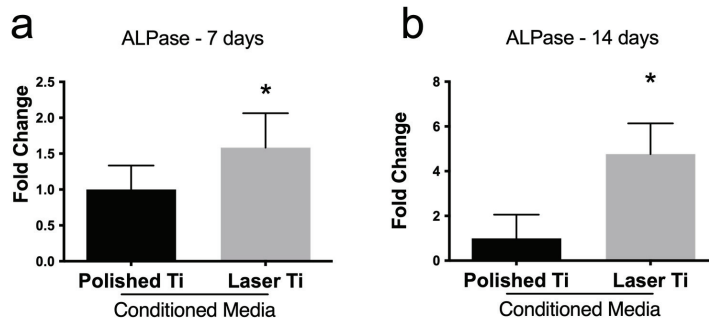 a
ALPase - 7 days
Fold Change
2.5
2.0
1.5
1.0
0.5
0.0
*
Polished Ti Laser Ti
Conditioned Media
b
ALPase - 14 days
Fold Change
8
6
4
2
0
*
Polished Ti Laser Ti
Conditioned Media